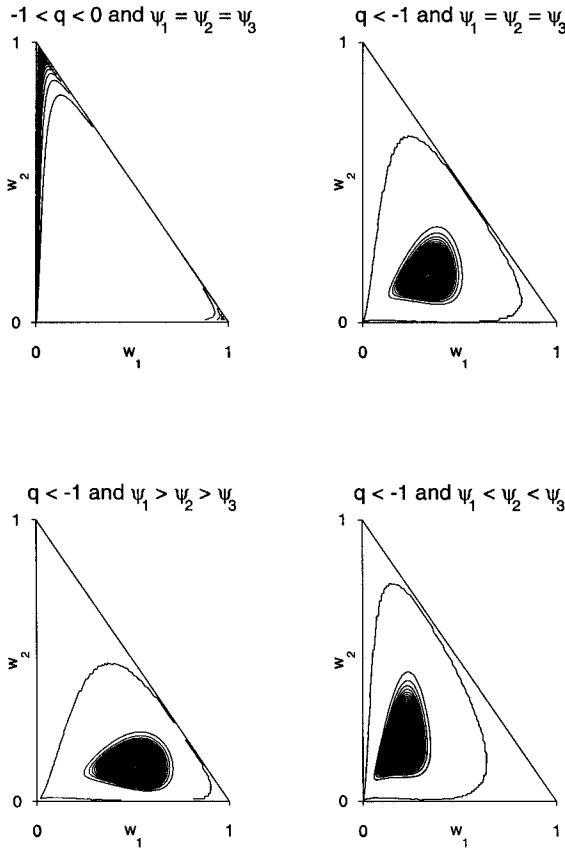 -1 < q < 0 and ψ₁ = ψ₂ = ψ₃
1
w₂
0
0
w₁
1
q < -1 and ψ₁ = ψ₂ = ψ₃
1
w₂
0
0
w₁
1
q < -1 and ψ₁ > ψ₂ > ψ₃
1
w₂
0
0
w₁
1
q < -1 and ψ₁ < ψ₂ < ψ₃
1
w₂
0
0
w₁
1